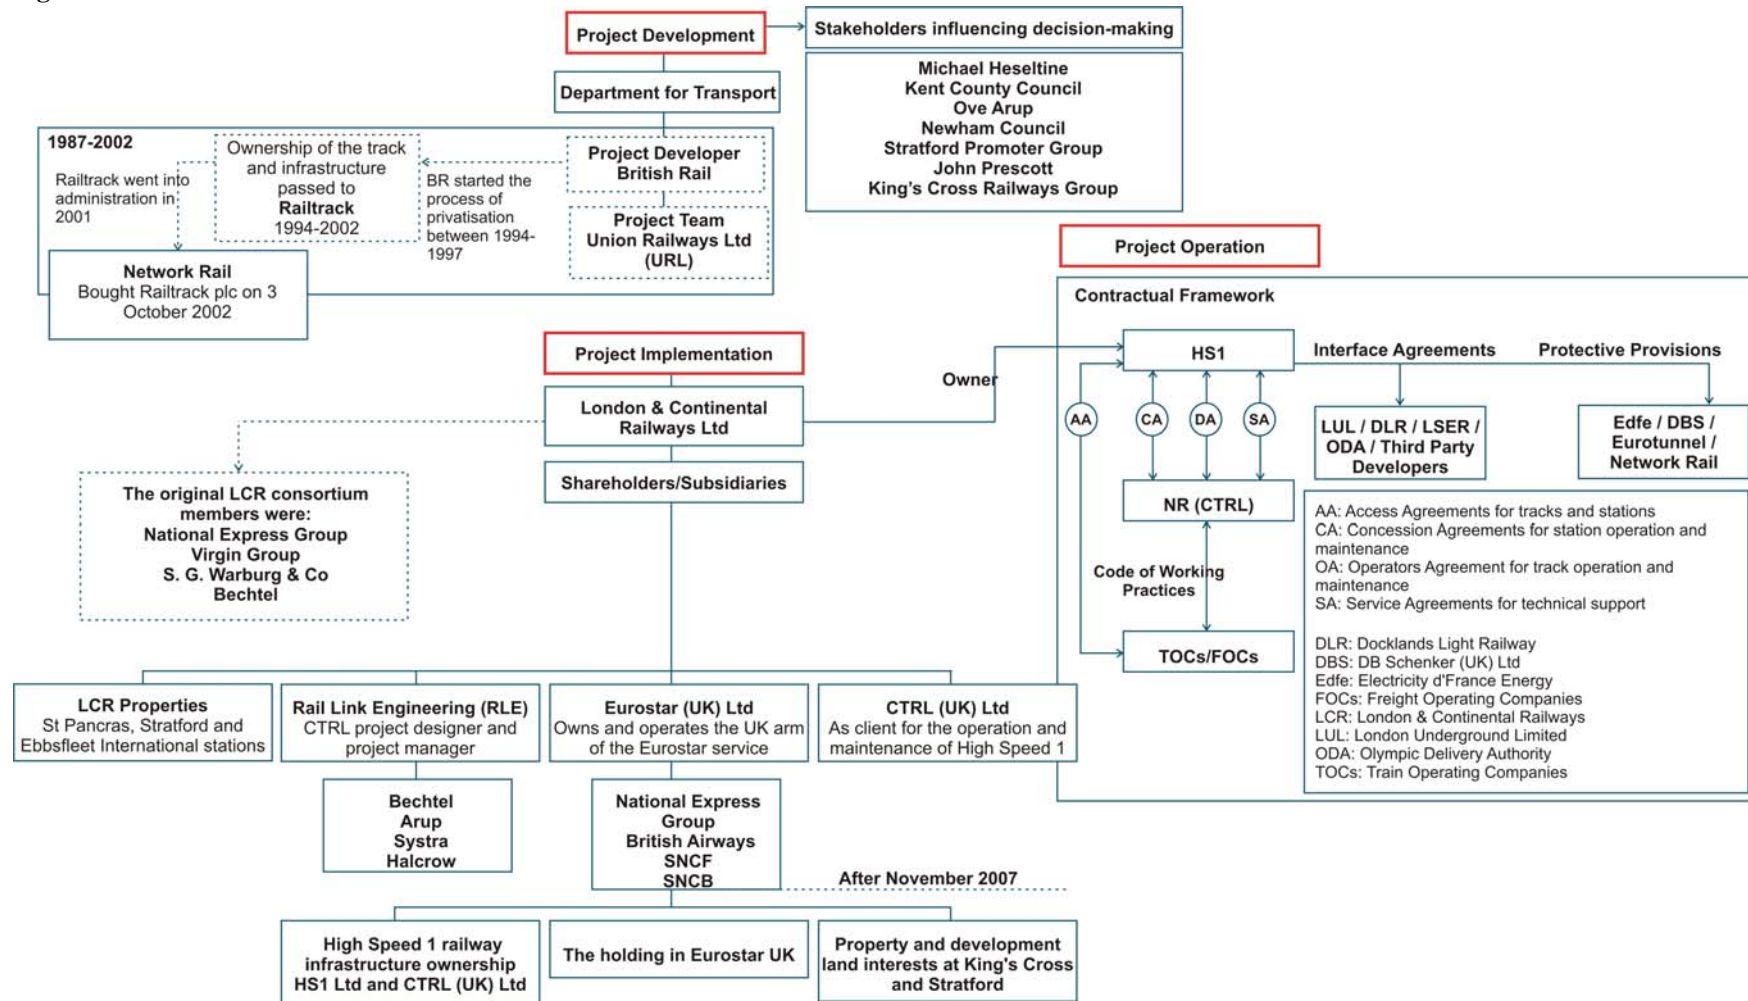 Project Development
Stakeholders influencing decision-making
Michael Heseltine
Kent County Council
Ove Arup
Newham Council
Stratford Promoter Group
John Prescott
King's Cross Railways Group
Department for Transport
1987-2002
Ownership of the track
and infrastructure
passed to
Railtrack
1994-2002
Project Developer
British Rail
Railtrack went into
administration in
2001
BR started the
process of
privatisation
between 1994-
1997
Project Team
Union Railways Ltd
(URL)
Network Rail
Bought Railtrack plc on 3
October 2002
Project Operation
Contractual Framework
Project Implementation
London & Continental
Railways Ltd
Owner
HS1
Interface Agreements
Protective Provisions
AA
CA
DA
SA
LUL / DLR / LSER /
ODA / Third Party
Developers
Edfe / DBS /
Eurotunnel /
Network Rail
Shareholders/Subsidiaries
The original LCR consortium
members were:
National Express Group
Virgin Group
S. G. Warburg & Co
Bechtel
NR (CTRL)
Code of Working
Practices
TOCs/FOCs
AA: Access Agreements for tracks and stations
CA: Concession Agreements for station operation and
maintenance
OA: Operators Agreement for track operation and
maintenance
SA: Service Agreements for technical support
DLR: Docklands Light Railway
DBS: DB Schenker (UK) Ltd
Edfe: Electricity d'France Energy
FOCs: Freight Operating Companies
LCR: London & Continental Railways
LUL: London Underground Limited
ODA: Olympic Delivery Authority
TOCs: Train Operating Companies
LCR Properties
St Pancras, Stratford and
Ebbsfleet International stations
Rail Link Engineering (RLE)
CTRL project designer and
project manager
Eurostar (UK) Ltd
Owns and operates the UK arm
of the Eurostar service
CTRL (UK) Ltd
As client for the operation and
maintenance of High Speed 1
Bechtel
Arup
Systra
Halcrow
National Express
Group
British Airways
SNCF
SNCB
After November 2007
High Speed 1 railway
infrastructure ownership
HS1 Ltd and CTRL (UK) Ltd
The holding in Eurostar UK
Property and development
land interests at King's Cross
and Stratford